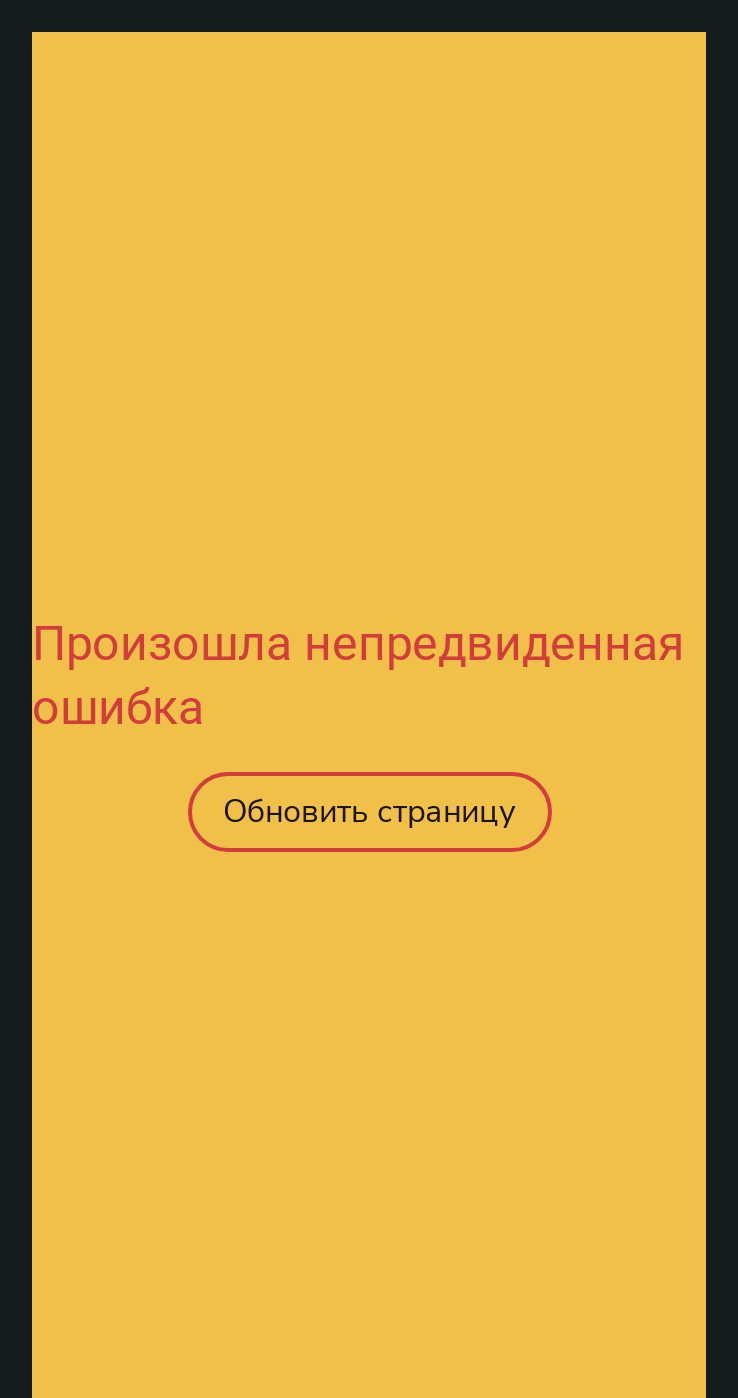 Произошла непредвиденная
ошибка
Обновить страницу